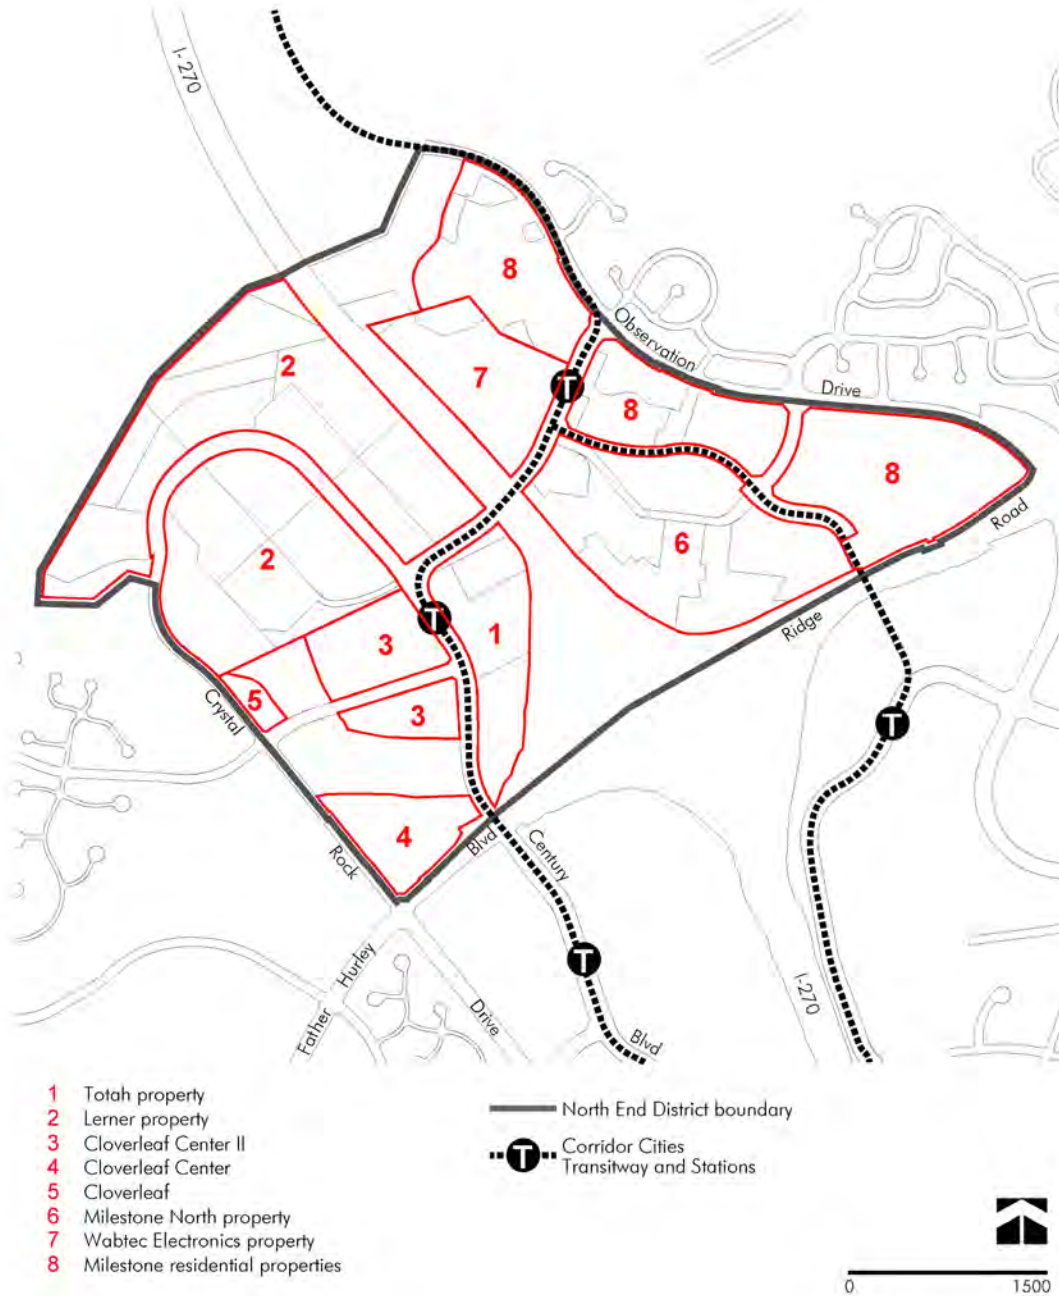 I-270
8
Observation
Drive
2
7
8
8
Road
6
2
Ridge
3
1
5
3
Crystal
4
Blvd
Century
Rock
Hurley
Father
Drive
I-270
Blvd
T
T
T
T
1 Totah property
2 Lerner property
3 Cloverleaf Center II
4 Cloverleaf Center
5 Cloverleaf
6 Milestone North property
7 Wabtec Electronics property
8 Milestone residential properties
North End District boundary
T Corridor Cities
Transitway and Stations
0 1500